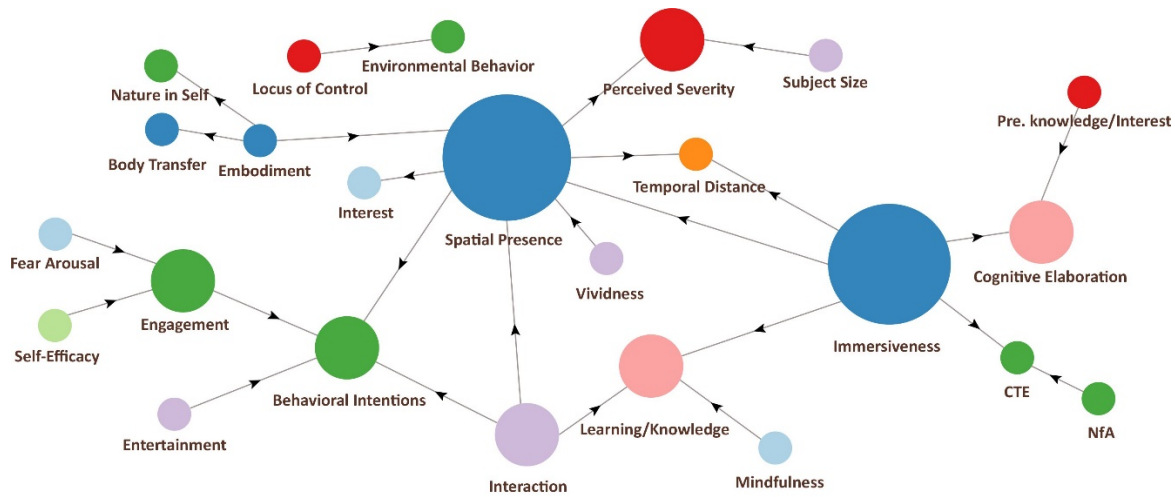 Environmental Behavior
Nature in Self
Locus of Control
Perceived Severity
Subject Size
Pre. knowledge/Interest
Body Transfer
Embodiment
Temporal Distance
Interest
Spatial Presence
Fear Arousal
Cognitive Elaboration
Vividness
Engagement
Immersiveness
Self-Efficacy
CTE
Behavioral Intentions
Learning/Knowledge
NfA
Entertainment
Interaction
Mindfulness